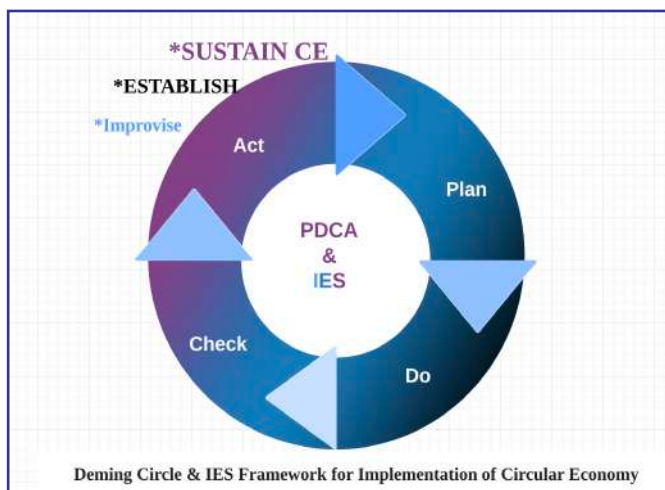 *SUSTAIN CE
*ESTABLISH
*Improvise
Act
Plan
PDCA
&
IES
Check
Do
Deming Circle & IES Framework for Implementation of Circular Economy